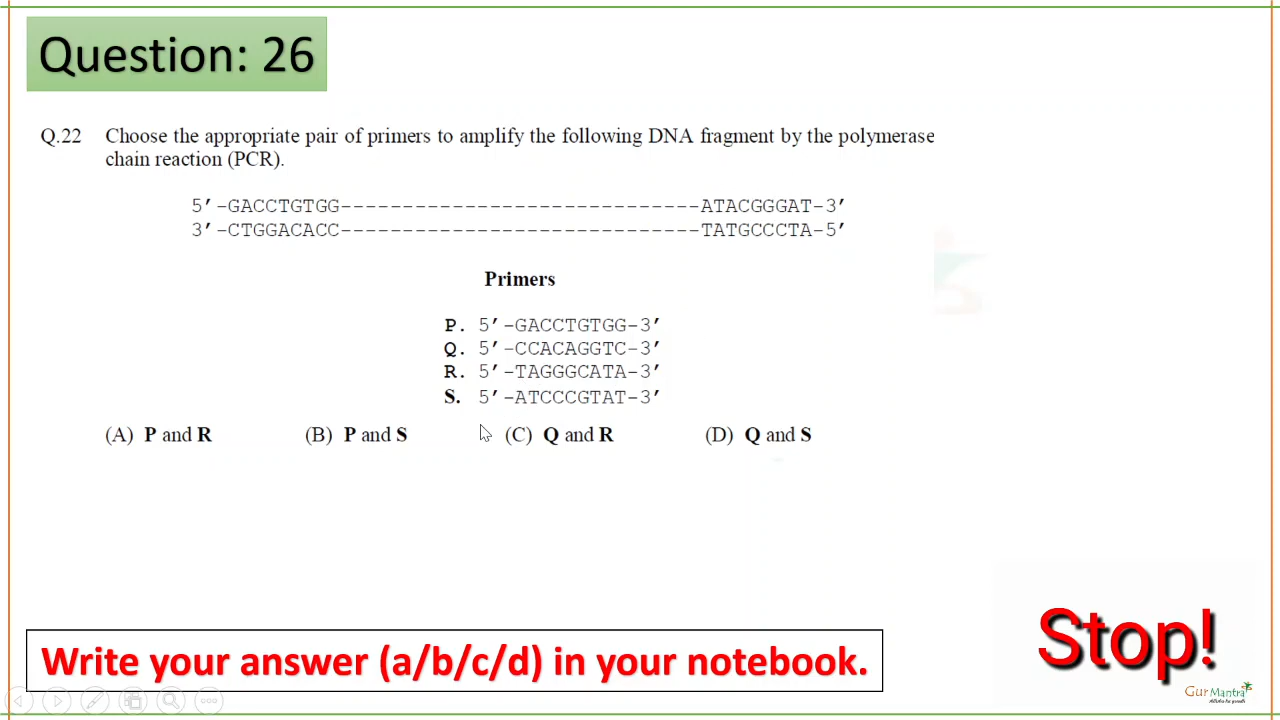 Question: 26
Q.22 Choose the appropriate pair of primers to amplify the following DNA fragment by the polymerase
chain reaction (PCR).
5′-GACCTGTGG-----------------------------ATACGGGAT-3′
3′-CTGGACACC-----------------------------TATGCCCTA-5′
Primers
P. 5′-GACCTGTGG-3′
Q. 5′-CCACAGGTC-3′
R. 5′-TAGGGCATA-3′
S. 5′-ATCCCGTAT-3′
(A) P and R (B) P and S (C) Q and R (D) Q and S
Write your answer (a/b/c/d) in your notebook.
Stop!
Gur Mantra